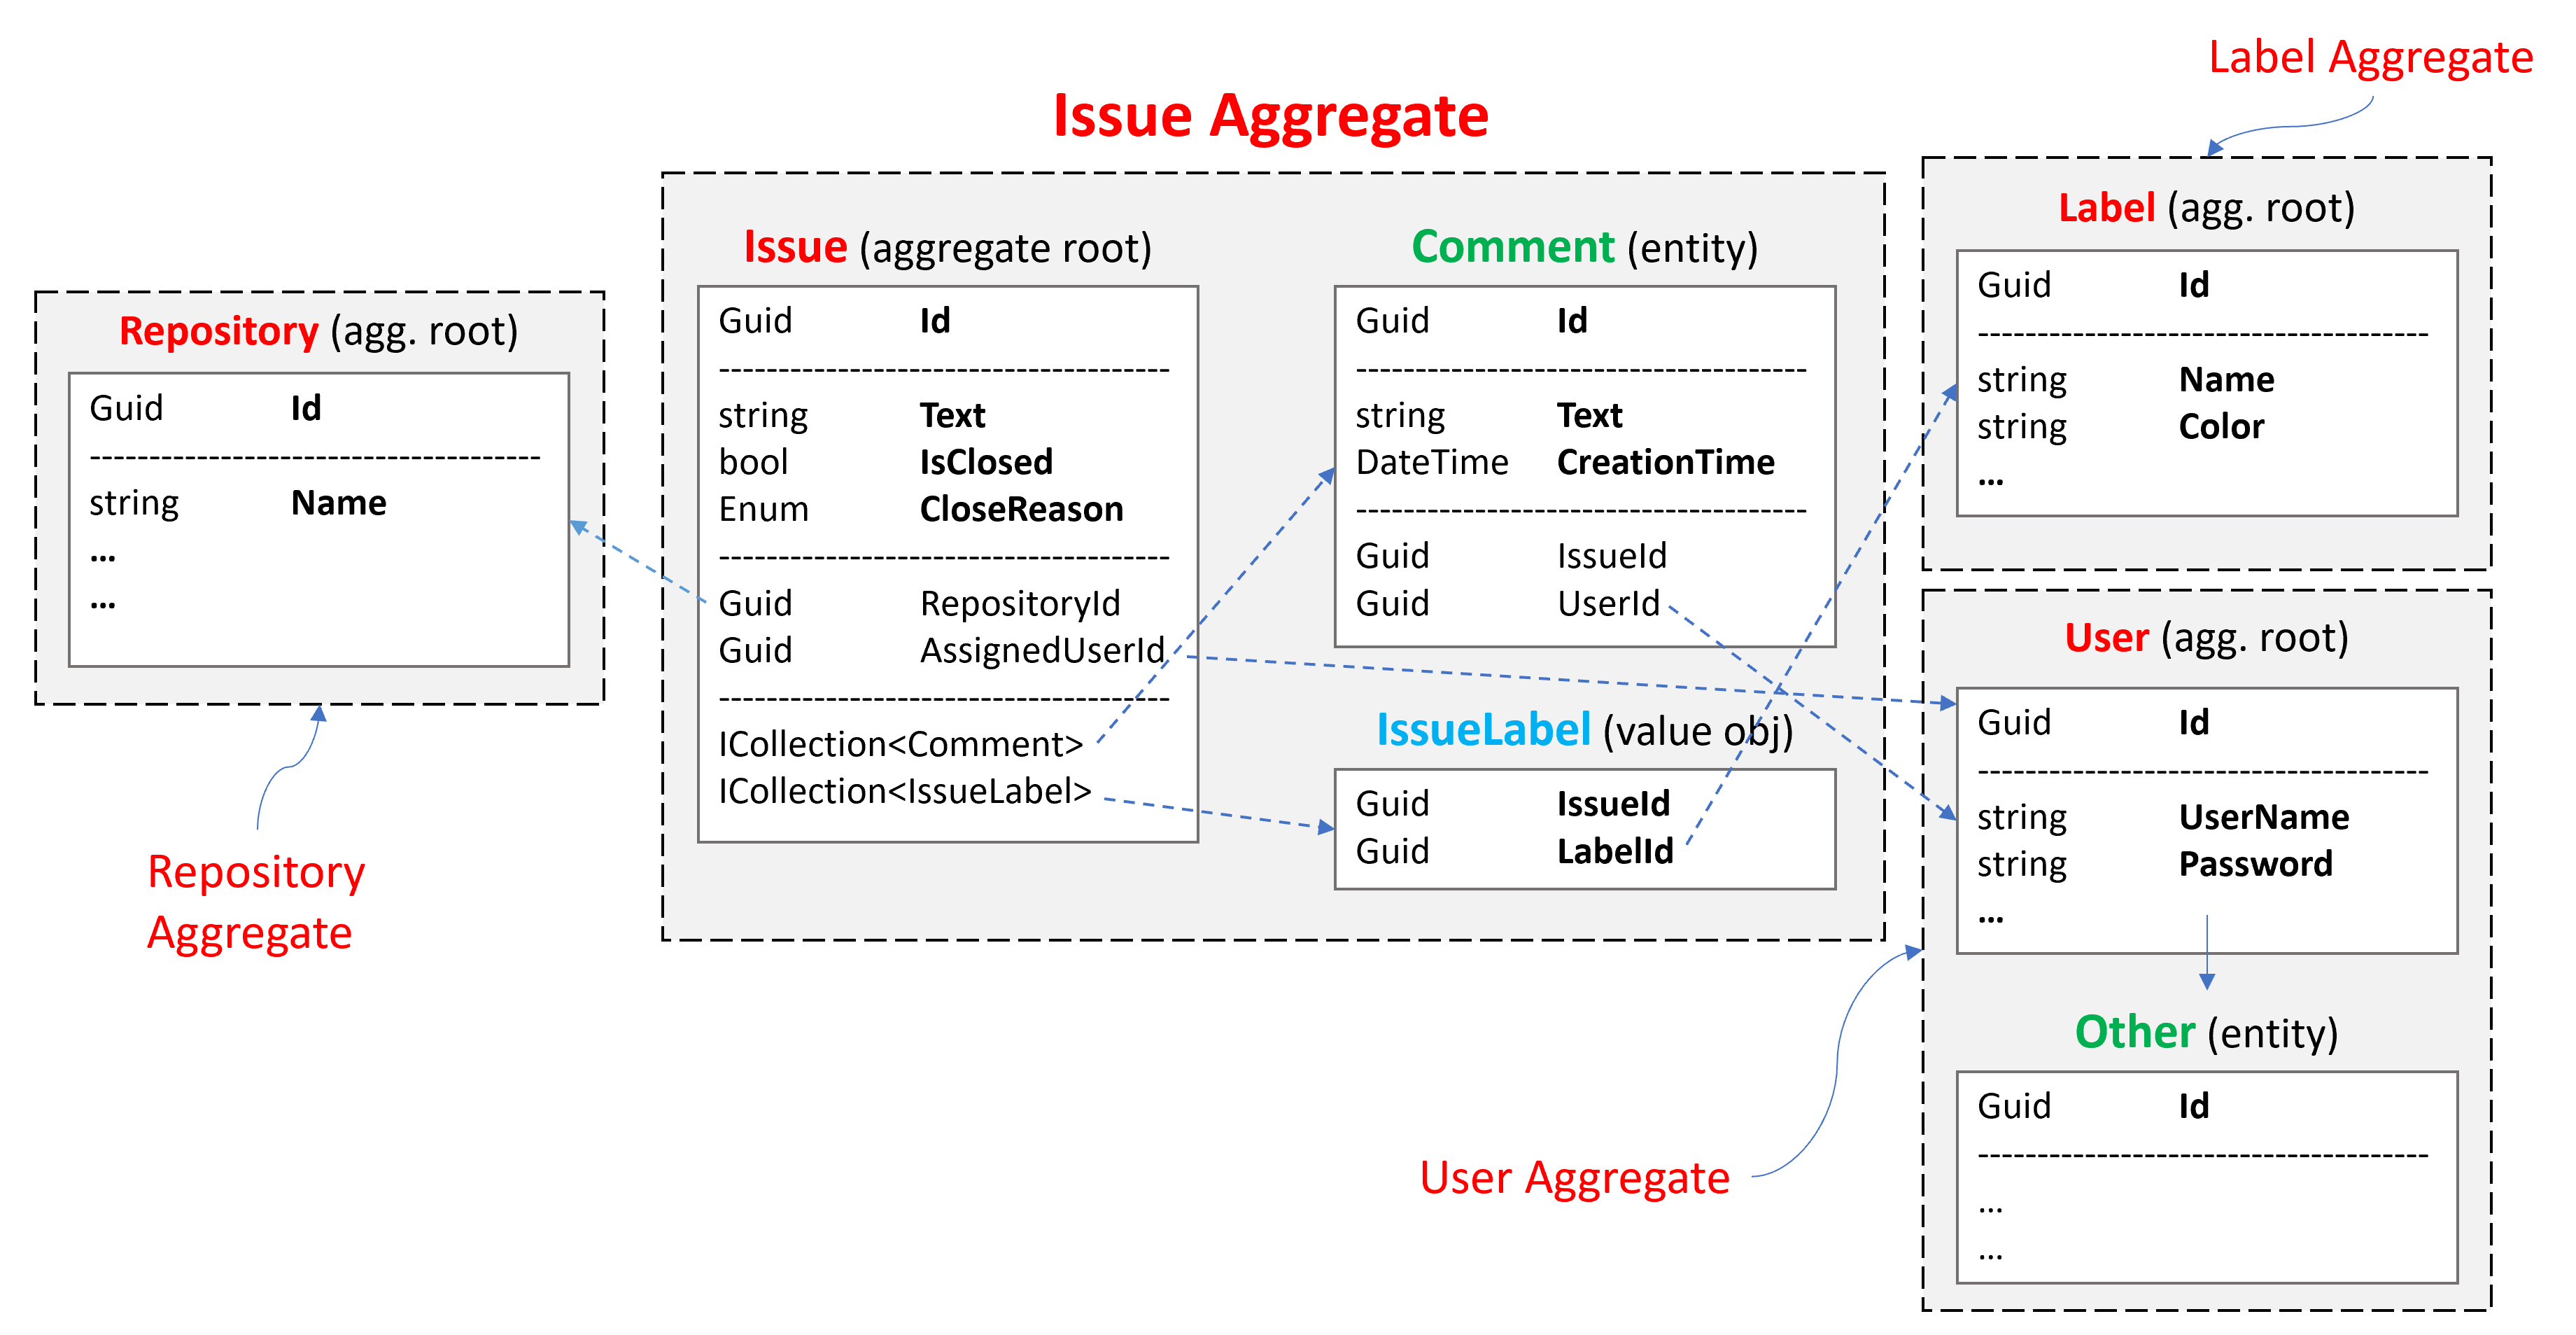 Label Aggregate
Issue Aggregate
Repository (agg. root)
Guid Id
--------------------------------------
string Name
...
...
Repository
Aggregate
Issue (aggregate root)
Guid Id
--------------------------------------
string Text
bool IsClosed
Enum CloseReason
--------------------------------------
Guid RepositoryId
Guid AssignedUserId
--------------------------------------
ICollection<Comment>
ICollection<IssueLabel>
Comment (entity)
Guid Id
--------------------------------------
string Text
DateTime CreationTime
--------------------------------------
Guid IssueId
Guid UserId
IssueLabel (value obj)
Guid IssueId
Guid LabelId
Label (agg. root)
Guid Id
--------------------------------------
string Name
string Color
...
User (agg. root)
Guid Id
--------------------------------------
string UserName
string Password
...
Other (entity)
Guid Id
--------------------------------------
...
...
User Aggregate